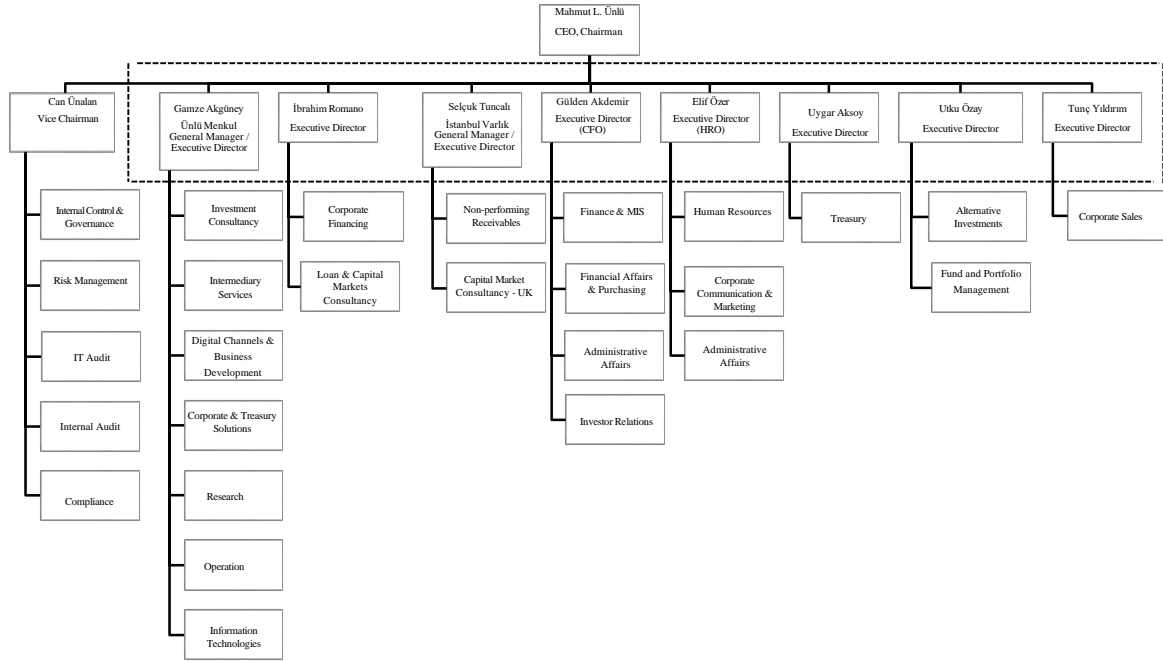 Mahmut L. Ünlü
CEO, Chairman
Can Ünalan
Vice Chairman
Gamze Akgüney
Ünlü Menkul
General Manager /
Executive Director
İbrahim Romano
Executive Director
Selçuk Tuncalı
İstanbul Varlık
General Manager /
Executive Director
Gülden Akdemir
Executive Director
(CFO)
Elif Özer
Executive Director
(HRO)
Uygar Aksoy
Executive Director
Utku Özay
Executive Director
Tunç Yıldırım
Executive Director
Internal Control &
Governance
Risk Management
IT Audit
Internal Audit
Compliance
Investment
Consultancy
Intermediary
Services
Digital Channels &
Business
Development
Corporate & Treasury
Solutions
Research
Operation
Information
Technologies
Corporate
Financing
Loan & Capital
Markets
Consultancy
Non-performing
Receivables
Capital Market
Consultancy - UK
Finance & MIS
Financial Affairs
& Purchasing
Administrative
Affairs
Investor Relations
Human Resources
Corporate
Communication &
Marketing
Administrative
Affairs
Treasury
Alternative
Investments
Fund and Portfolio
Management
Corporate Sales